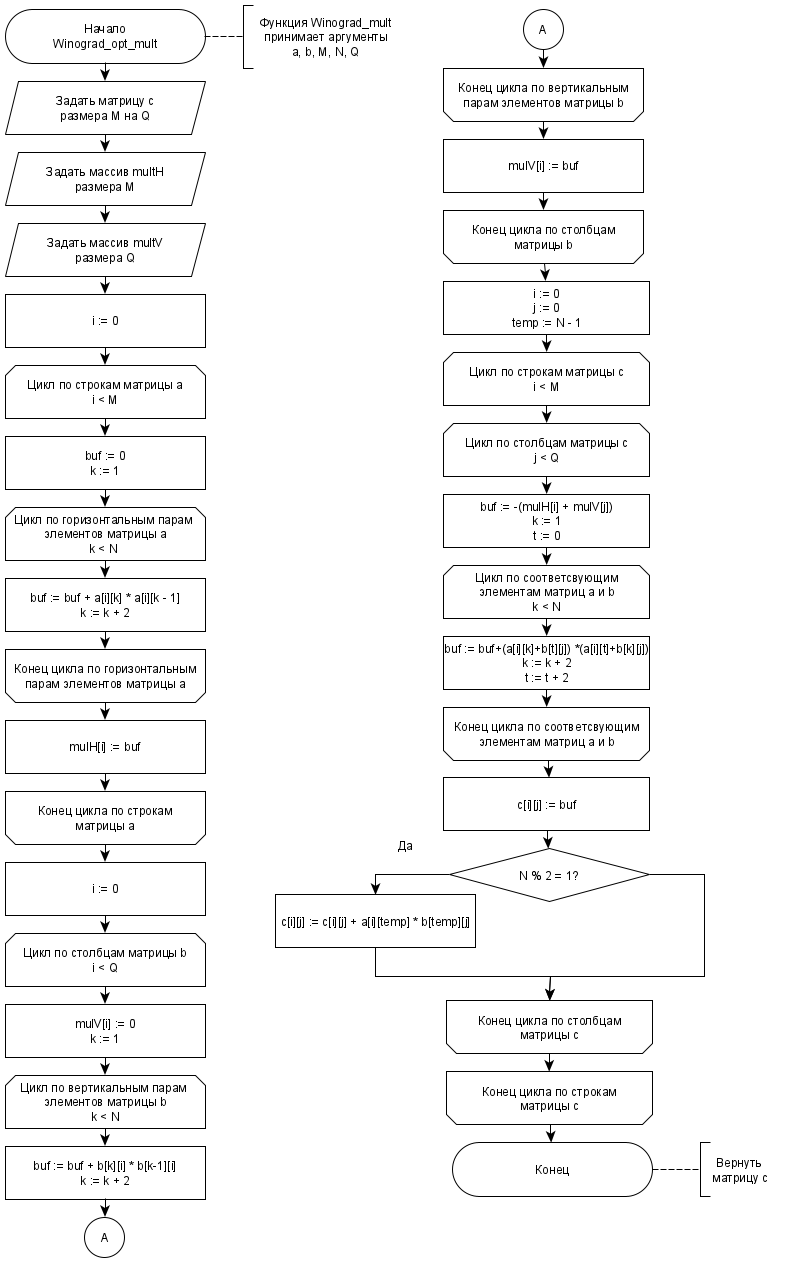 Начало
Winograd_opt_mult
Функция Winograd_mult
принимает аргументы
a, b, M, N, Q
Задать матрицу c
размера M на Q
Задать массив multH
размера M
Задать массив multV
размера Q
i := 0
Цикл по строкам матрицы a
i < M
buf := 0
k := 1
Цикл по горизонтальным парам
элементов матрицы a
k < N
buf := buf + a[i][k] * a[i][k - 1]
k := k + 2
Конец цикла по горизонтальным
парам элементов матрицы a
mulH[i] := buf
Конец цикла по строкам
матрицы a
i := 0
Цикл по столбцам матрицы b
i < Q
mulV[i] := 0
k := 1
Цикл по вертикальным парам
элементов матрицы b
k < N
buf := buf + b[k][i] * b[k-1][i]
k := k + 2
A
A
Конец цикла по вертикальным
парам элементов матрицы b
mulV[i] := buf
Конец цикла по столбцам
матрицы b
i := 0
j := 0
temp := N - 1
Цикл по строкам матрицы c
i < M
Цикл по столбцам матрицы c
j < Q
buf := -(mulH[i] + mulV[j])
k := 1
t := 0
Цикл по соответсвующим
элементам матриц a и b
k < N
buf := buf+(a[i][k]+b[t][j]) *(a[i][t]+b[k][j])
k := k + 2
t := t + 2
Конец цикла по соответсвующим
элементам матриц a и b
c[i][j] := buf
Да
N % 2 = 1?
c[i][j] := c[i][j] + a[i][temp] * b[temp][j]
Конец цикла по столбцам
матрицы c
Конец цикла по строкам
матрицы c
Конец
Вернуть
матрицу c